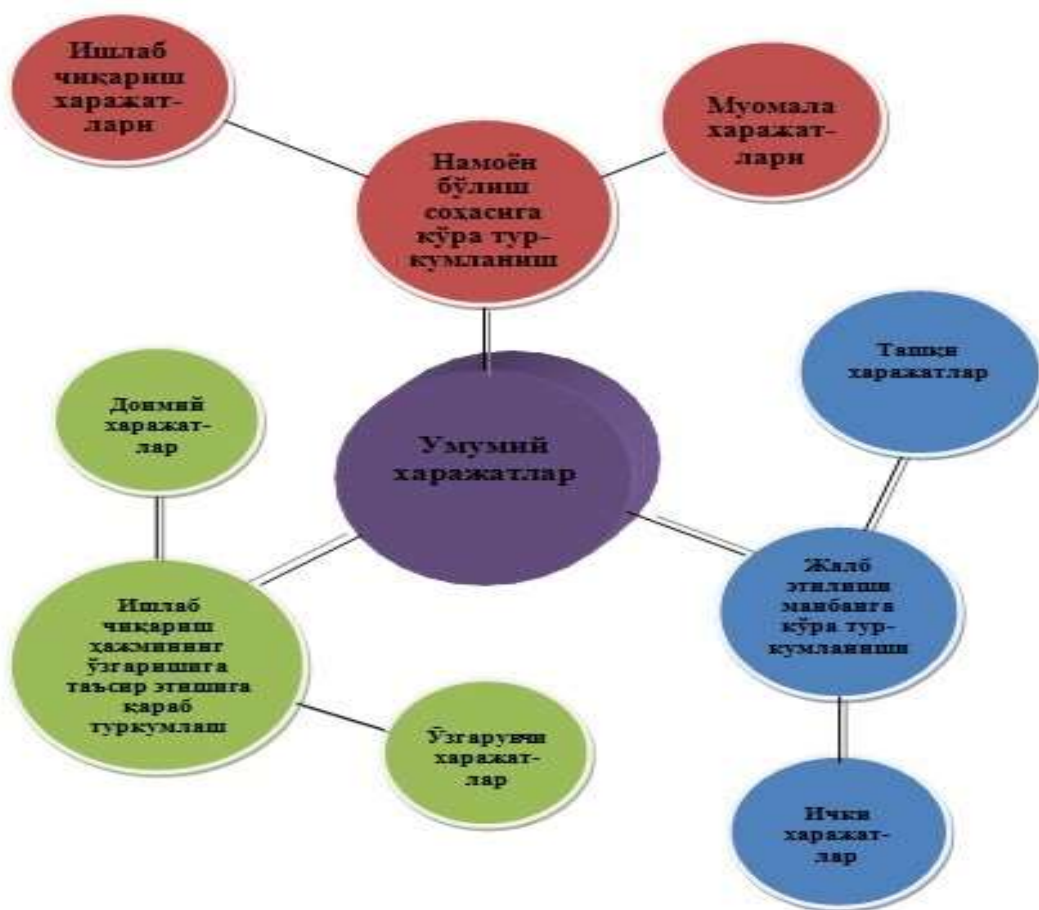 Ишлаб
чиқариш
харажат-
лари
Муомала
харажат-
лари
Намоён
бўлиш
соҳасига
кўра тур-
кумланиш
Ташқи
харажатлар
Доимий
харажат-
лар
Умумий
харажатлар
Жалб
этилиши
манбаига
кўра тур-
кумланиши
Ишлаб
чиқариш
ҳажмининг
ўзгаришига
таъсир этишига
қараб
туркумлаш
Ўзгарувчи
харажат-
лар
Ички
харажат-
лар